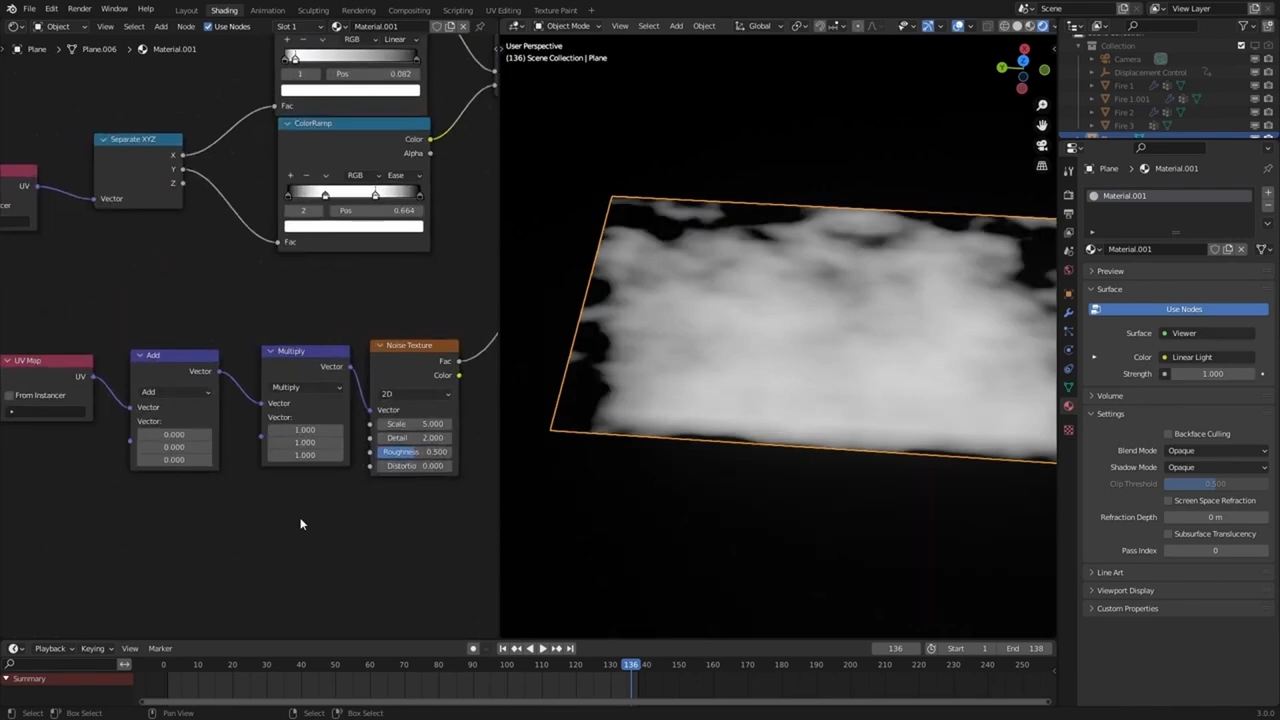 File Edit Render Window Help Layout Modeling Sculpting UV Editing Texture Paint Shading Animation Rendering Compositing Scripting Scene View Layer
Object View Select Add Node Use Nodes Slot 1 Material.001
Object Mode View Select Add Object Global
Plane Plane.006 Material.001
RGB Linear
1 Pos 0.082
Fac
Separate XYZ
X
Y
Z
Vector
UV
ColorRamp
Color
Alpha
RGB Ease
2 Pos 0.664
Fac
UV Map
UV
From Instancer
Add
Vector
Add
Vector
Vector:
0.000
0.000
0.000
Multiply
Vector
Multiply
Vector
Vector:
1.000
1.000
1.000
Noise Texture
Fac
Color
2D
Vector
Scale 5.000
Detail 2.000
Roughness 0.500
Distortio 0.000
User Perspective
(136) Scene Collection | Plane
Collection
Camera
Displacement Control
Fire 1
Fire 1.001
Fire 2
Fire 3
Plane Material.001
Material.001
Material.001
Preview
Surface
Use Nodes
Surface Viewer
Color Linear Light
Strength 1.000
Volume
Settings
Backface Culling
Blend Mode Opaque
Shadow Mode Opaque
Clip Threshold 0.500
Screen Space Refraction
Refraction Depth 0 m
Subsurface Translucency
Pass Index 0
Line Art
Viewport Display
Custom Properties
Playback Keying View Marker 136 Start 1 End 138
0 10 20 30 40 50 60 70 80 90 100 110 120 130 136 140 150 160 170 180 190 200 210 220 230 240 250
Summary
Select Box Select Pan View Select Box Select 3.0.0